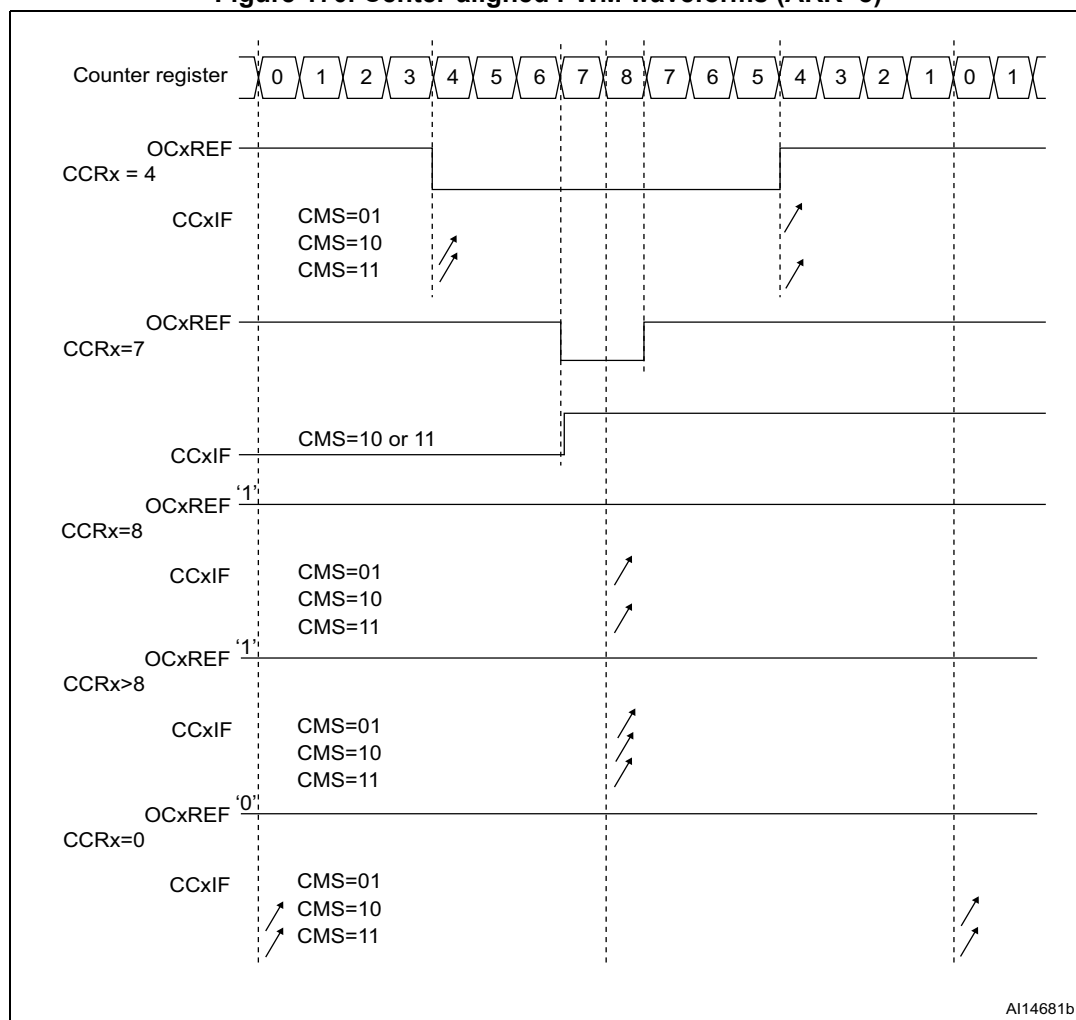 Counter register 0 1 2 3 4 5 6 7 8 7 6 5 4 3 2 1 0 1
OCxREF
CCRx = 4
CCxIF CMS=01
CMS=10
CMS=11
OCxREF
CCRx=7
CMS=10 or 11
CCxIF
OCxREF '1'
CCRx=8
CCxIF CMS=01
CMS=10
CMS=11
OCxREF '1'
CCRx>8
CCxIF CMS=01
CMS=10
CMS=11
OCxREF '0'
CCRx=0
CCxIF CMS=01
CMS=10
CMS=11
AI14681b